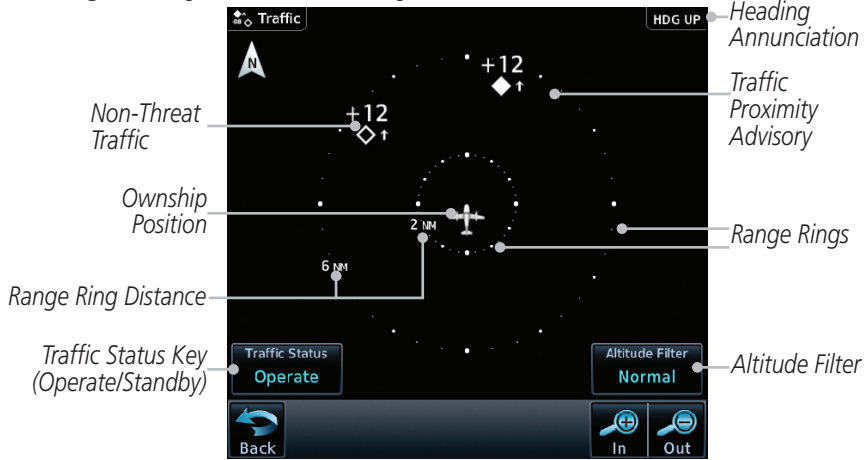 Traffic
HDG UP
Heading
Annunciation
N
+12
Traffic
Proximity
Advisory
Non-Threat
Traffic
+12
Ownship
Position
2 NM
Range Rings
6 NM
Range Ring Distance
Traffic Status Key
(Operate/Standby)
Traffic Status
Operate
Altitude Filter
Normal
Altitude Filter
Back
In
Out